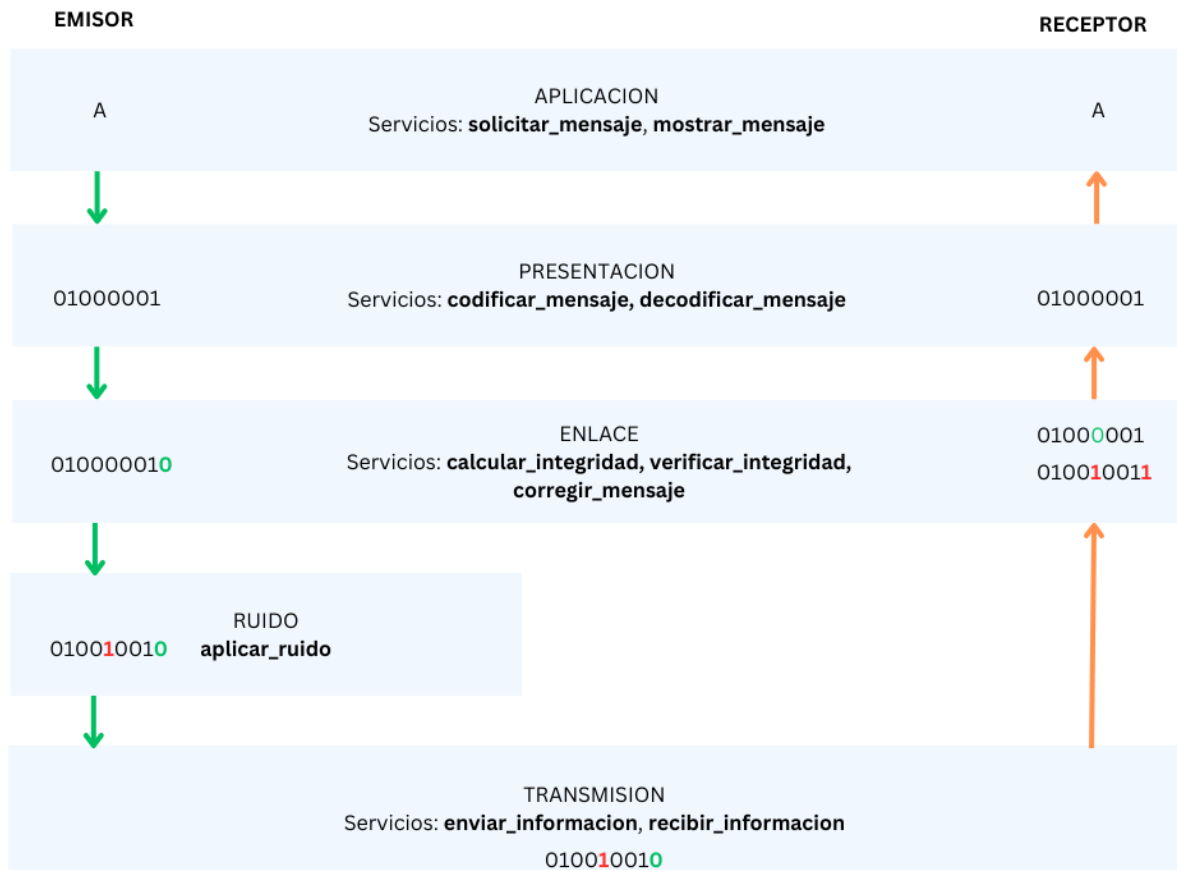 EMISOR
RECEPTOR
A
APLICACION
Servicios: solicitar_mensaje, mostrar_mensaje
A
01000001
PRESENTACION
Servicios: codificar_mensaje, decodificar_mensaje
01000001
010000010
ENLACE
Servicios: calcular_integridad, verificar_integridad,
corregir_mensaje
01000001
010010011
010010010
RUIDO
aplicar_ruido
TRANSMISION
Servicios: enviar_informacion, recibir_informacion
010010010